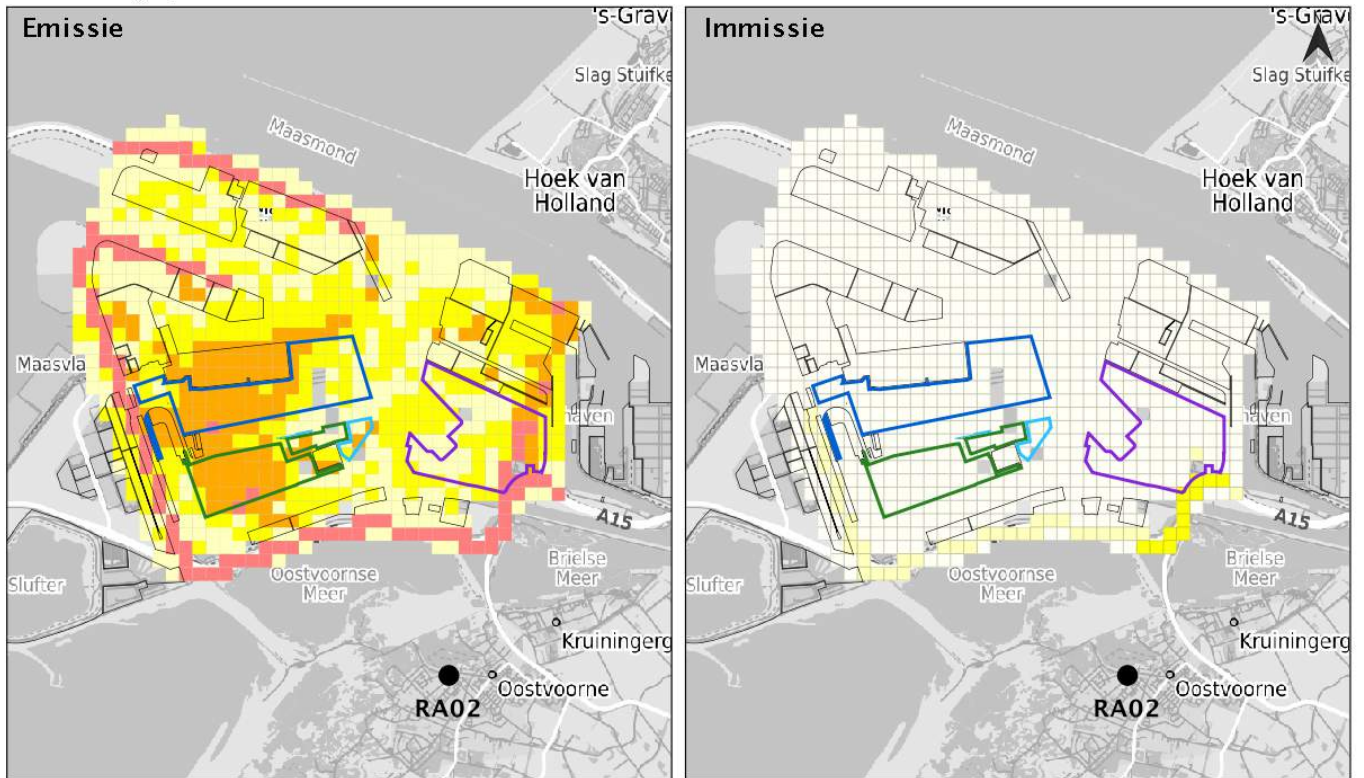 Emissie
's-Grav
Slag Stuifke
Maasmond
Hoek van
Holland
Maasvla
haven
A15
Brielse
Meer
Slufter
Oostvoornse
Meer
Kruiningerg
Oostvoorne
RA02
Immissie
's-Grav
Slag Stuifke
Maasmond
Hoek van
Holland
Maasvla
haven
A15
Brielse
Meer
Slufter
Oostvoornse
Meer
Kruiningerg
Oostvoorne
RA02